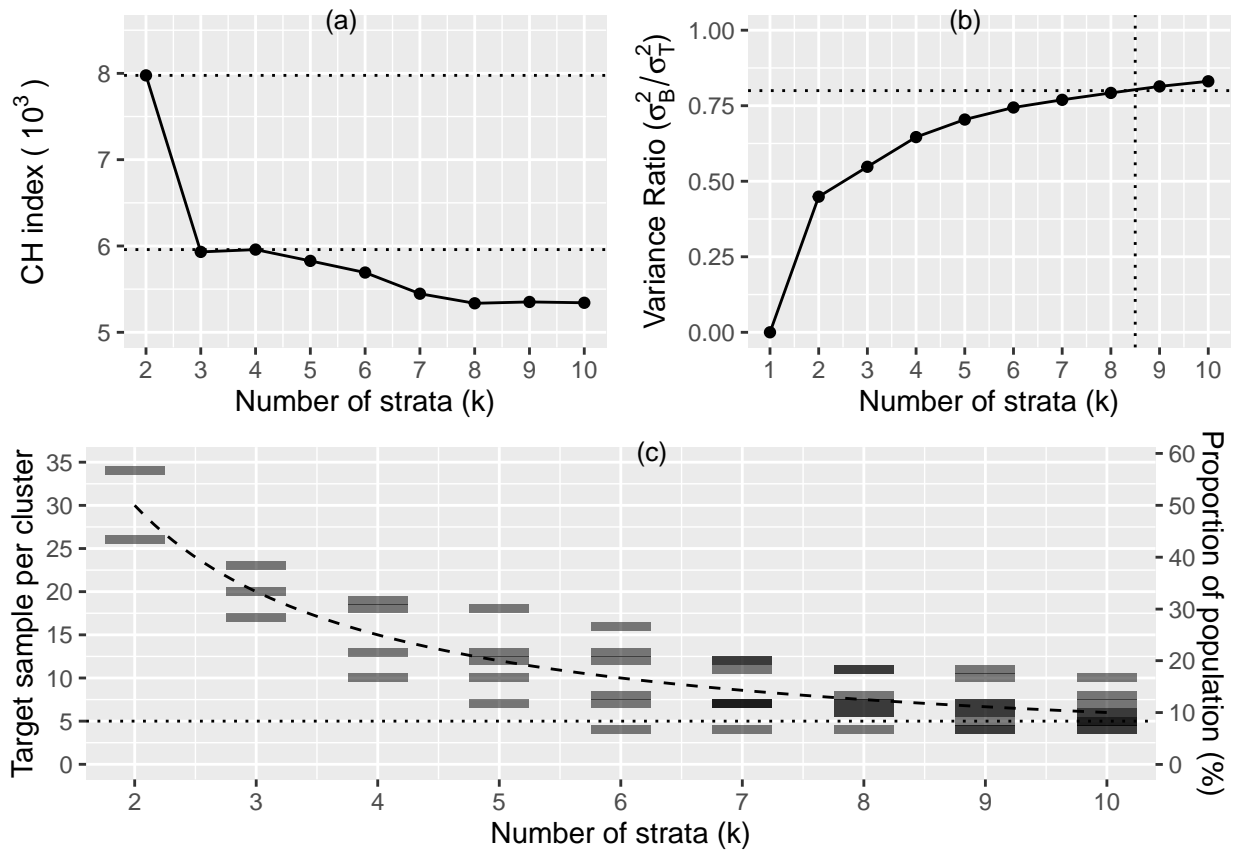 (a)
CH index ( 10³ )
8
7
6
5
2 3 4 5 6 7 8 9 10
Number of strata (k)
(b)
Variance Ratio (σ²_B/σ²_T)
1.00
0.75
0.50
0.25
0.00
1 2 3 4 5 6 7 8 9 10
Number of strata (k)
(c)
Target sample per cluster
35
30
25
20
15
10
5
0
Proportion of population (%)
60
50
40
30
20
10
0
2 3 4 5 6 7 8 9 10
Number of strata (k)